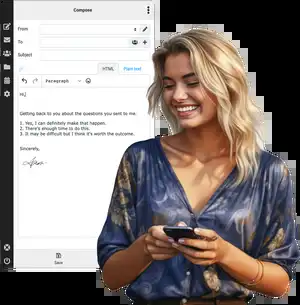 Compose
From
To
Subject
HTML Plain text
Paragraph
Hi,
Getting back to you about the questions you sent to me:
1. Yes, I can definitely make that happen.
2. There's enough time to do this.
3. It may be difficult but I think it's worth the outcome.
Sincerely,
Save